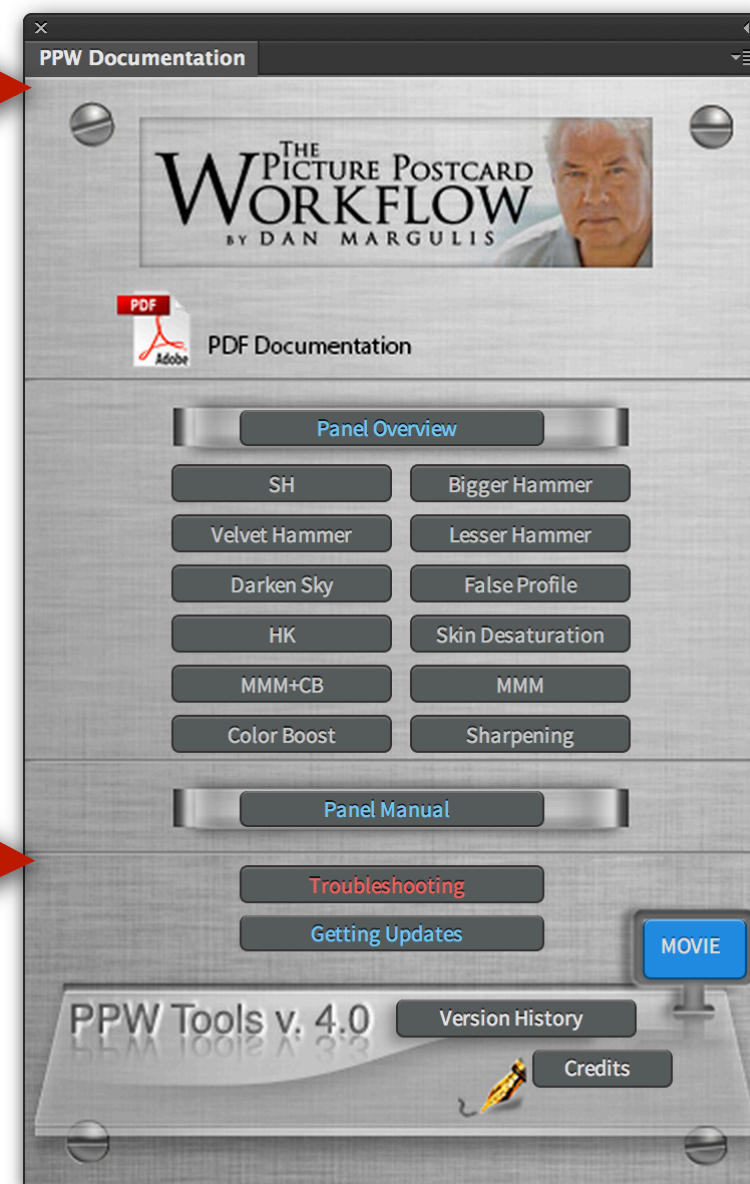 PPW Documentation
THE
PICTURE POSTCARD
WORKFLOW
BY DAN MARGULIS
PDF
Adobe
PDF Documentation
Panel Overview
SH
Bigger Hammer
Velvet Hammer
Lesser Hammer
Darken Sky
False Profile
HK
Skin Desaturation
MMM+CB
MMM
Color Boost
Sharpening
Panel Manual
Troubleshooting
Getting Updates
MOVIE
PPW Tools v. 4.0
Version History
Credits